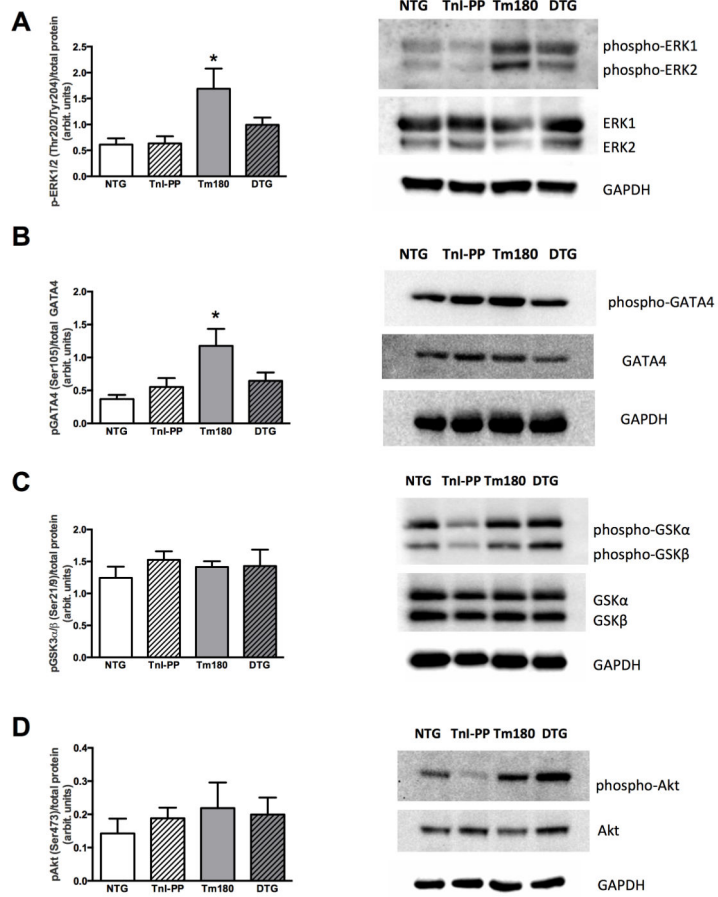 A
p-ERK1/2 (Thr202/Tyr204)/total protein
(arbit. units)
2.5
2.0
1.5
1.0
0.5
0.0
*
NTG TnI-PP Tm180 DTG
NTG TnI-PP Tm180 DTG
phospho-ERK1
phospho-ERK2
ERK1
ERK2
GAPDH
B
pGATA4 (Ser105)/total GATA4
(arbit. units)
2.0
1.5
1.0
0.5
0.0
*
NTG TnI-PP Tm180 DTG
NTG TnI-PP Tm180 DTG
phospho-GATA4
GATA4
GAPDH
C
pGSK3α/β (Ser21/9)/total protein
(arbit. units)
2.0
1.5
1.0
0.5
0.0
NTG TnI-PP Tm180 DTG
NTG TnI-PP Tm180 DTG
phospho-GSKα
phospho-GSKβ
GSKα
GSKβ
GAPDH
D
pAkt (Ser473)/total protein
(arbit. units)
0.4
0.3
0.2
0.1
0.0
NTG TnI-PP Tm180 DTG
NTG TnI-PP Tm180 DTG
phospho-Akt
Akt
GAPDH